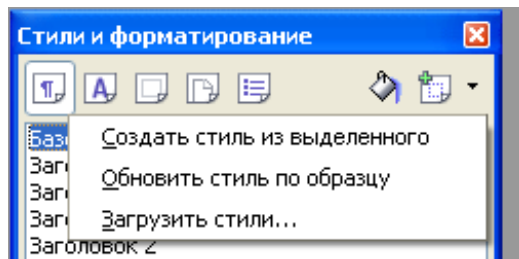 Стили и форматирование
Создать стиль из выделенного
Обновить стиль по образцу
Загрузить стили...
Заголовок 2